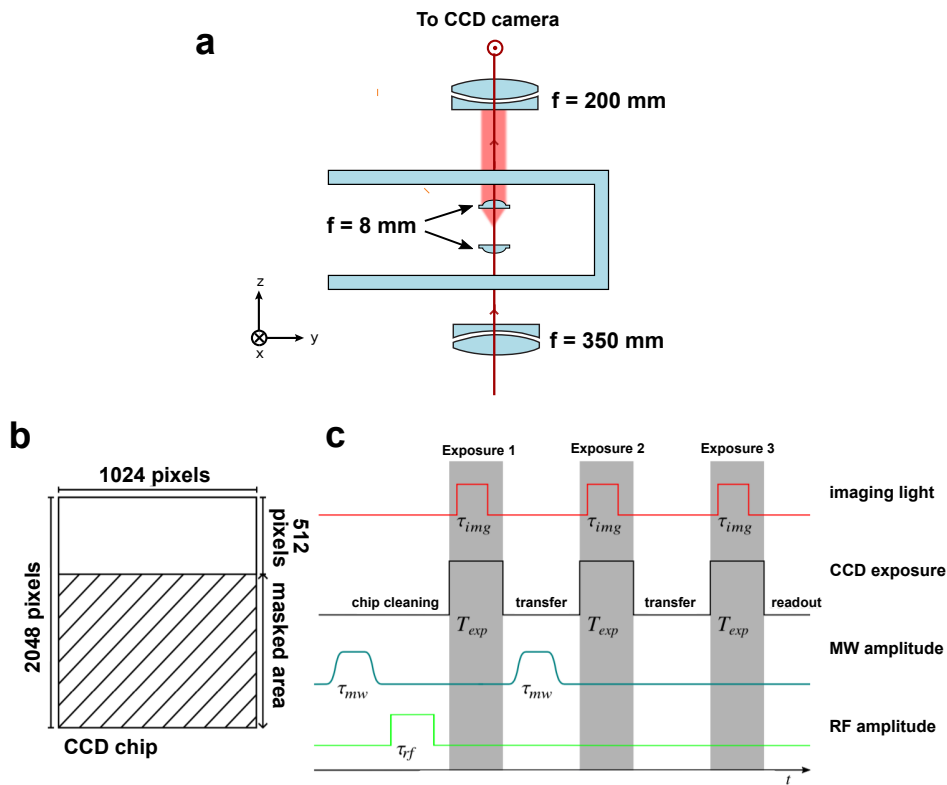 a
To CCD camera
f = 200 mm
f = 8 mm
z
y
x
f = 350 mm
b
1024 pixels
2048 pixels
512
pixels
masked area
CCD chip
c
Exposure 1
Exposure 2
Exposure 3
imaging light
τimg
τimg
τimg
CCD exposure
chip cleaning
transfer
transfer
readout
Texp
Texp
Texp
MW amplitude
τmw
τmw
RF amplitude
τrf
t